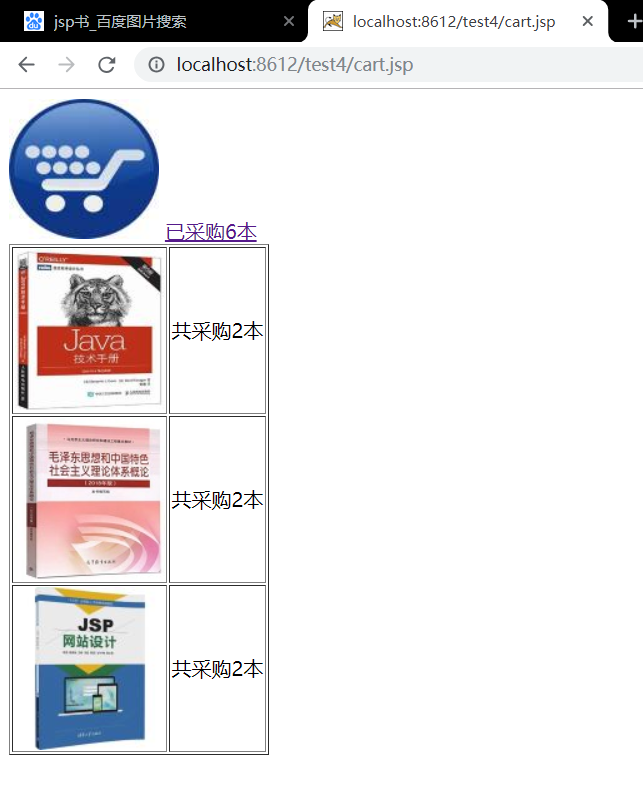 jsp书_百度图片搜索
localhost:8612/test4/cart.jsp
localhost:8612/test4/cart.jsp
已采购6本
O'REILLY
Java
技术手册
共采购2本
毛泽东思想和中国特色
社会主义理论体系概论
(2018年版)
共采购2本
JSP
网站设计
共采购2本